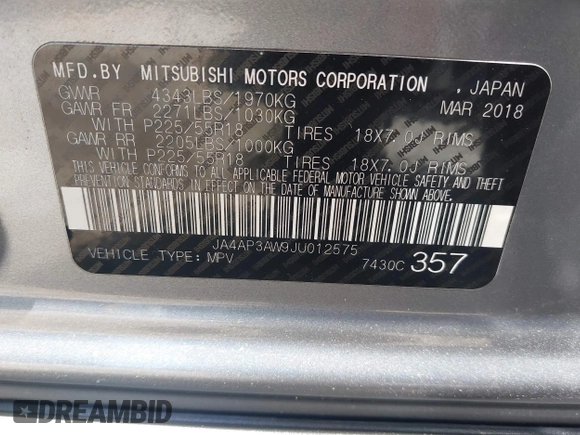 MFD.BY MITSUBISHI MOTORS CORPORATION , JAPAN
GVWR 4343LBS/1970KG MAR 2018
GAWR FR 2271LBS/1030KG
WITH P225/55R18 TIRES 18X7.0J RIMS
GAWR RR 2205LBS/1000KG
WITH P225/55R18 TIRES 18X7.0J RIMS
THIS VEHICLE CONFORMS TO ALL APPLICABLE FEDERAL MOTOR VEHICLE SAFETY AND THEFT
PREVENTION STANDARDS IN EFFECT ON THE DATE OF MANUFACTURE SHOWN ABOVE.
JA4AP3AW9JU012575
VEHICLE TYPE: MPV 7430C 357
DREAMBID